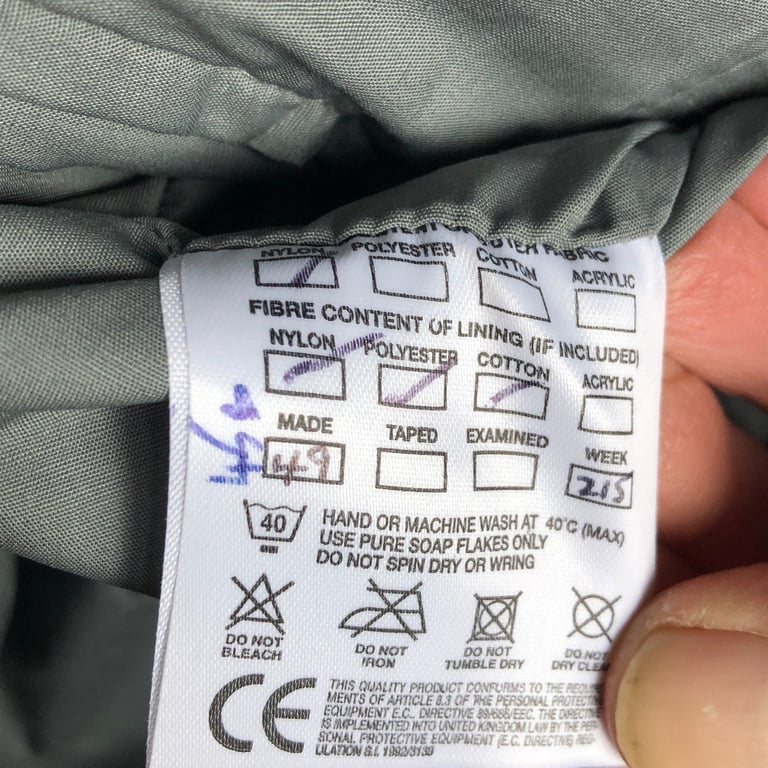 OUTER FABRIC
NYLON POLYESTER COTTON ACRYLIC
FIBRE CONTENT OF LINING (IF INCLUDED)
NYLON POLYESTER COTTON ACRYLIC
MADE TAPED EXAMINED WEEK
40
HAND OR MACHINE WASH AT 40°C (MAX)
USE PURE SOAP FLAKES ONLY
DO NOT SPIN DRY OR WRING
DO NOT BLEACH
DO NOT IRON
DO NOT TUMBLE DRY
DO NOT DRY CLEA
CE
THIS QUALITY PRODUCT CONFORMS TO THE REQUIRE
MENTS OF ARTICLE 8.3 OF THE PERSONAL PROTECTIV
EQUIPMENT E.C. DIRECTIVE 89/686/EEC. THE DIRECTIVE
IS IMPLEMENTED INTO UNITED KINGDOM LAW BY THE PER-
SONAL PROTECTIVE EQUIPMENT (E.C. DIRECTIVE) REG-
ULATION S.I. 1992/3139